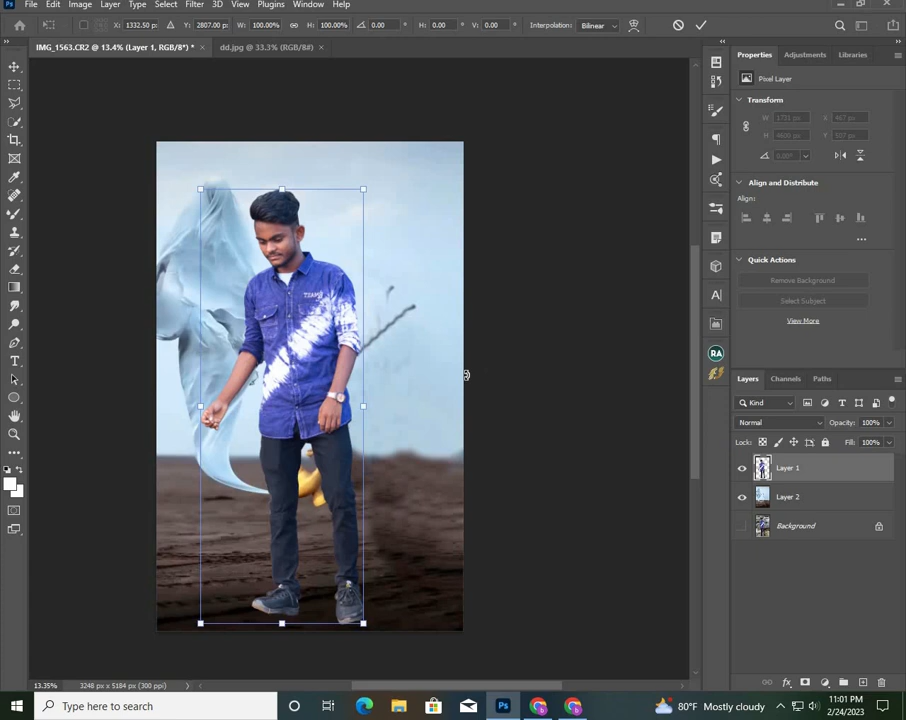 File Edit Image Layer Type Select Filter 3D View Plugins Window Help
X: 1332.50 px Y: 2807.00 px W: 100.00% H: 100.00% 0.00 ° H: 0.00 ° V: 0.00 ° Interpolation: Bilinear
IMG_1563.CR2 @ 13.4% (Layer 1, RGB/8*) * × dd.jpg @ 33.3% (RGB/8#) ×
Properties Adjustments Libraries
Pixel Layer
Transform
W: 1731 px X: 467 px
H: 4600 px Y: 507 px
0.00°
Align and Distribute
Align:
Quick Actions
Remove Background
Select Subject
View More
RA
Layers Channels Paths
Kind
Normal Opacity: 100%
Lock: Fill: 100%
Layer 1
Layer 2
Background
13.35% 3248 px x 5184 px (300 ppi)
Type here to search
80°F Mostly cloudy
11:01 PM
2/24/2023